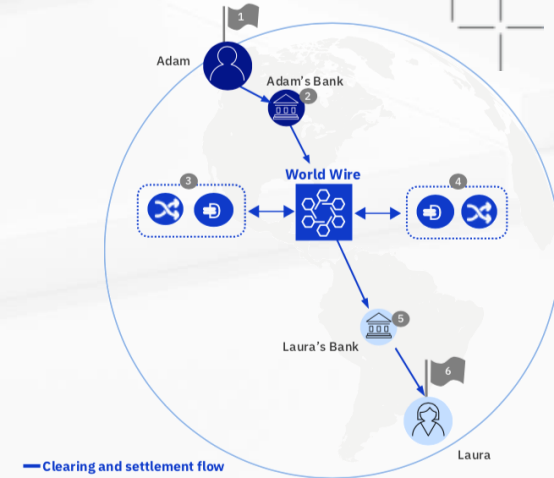 1
Adam
Adam's Bank
2
World Wire
3
4
5
Laura's Bank
6
Laura
Clearing and settlement flow